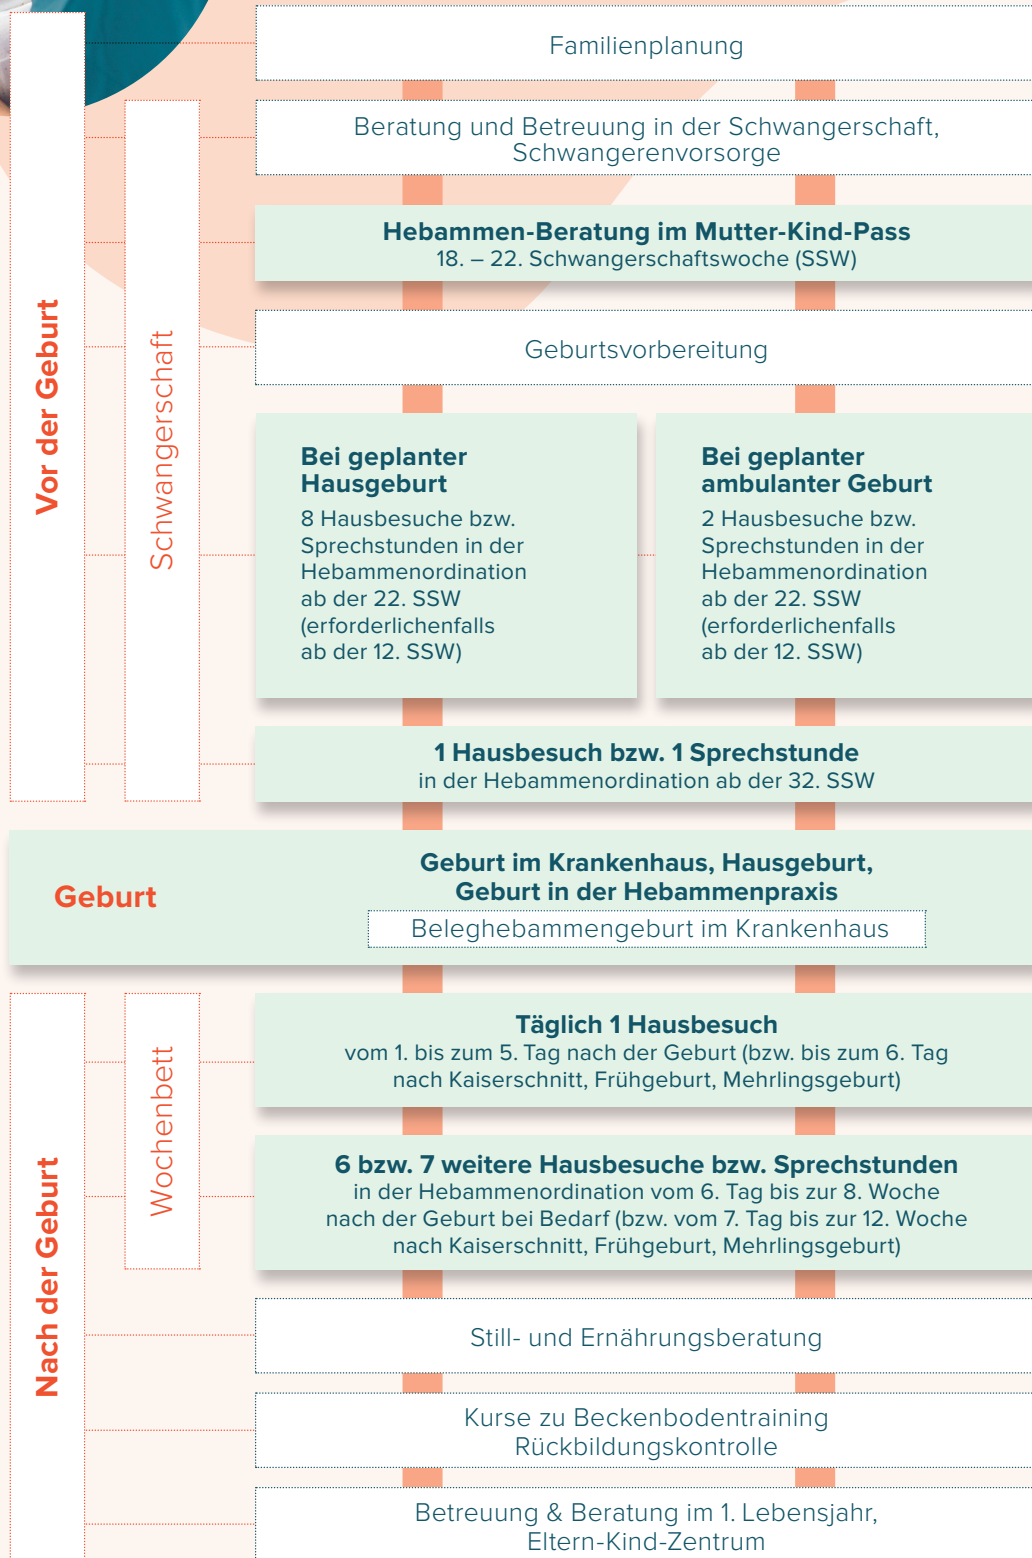 Vor der Geburt
Schwangerschaft
Familienplanung
Beratung und Betreuung in der Schwangerschaft,
Schwangerenvorsorge
Hebammen-Beratung im Mutter-Kind-Pass
18. – 22. Schwangerschaftswoche (SSW)
Geburtsvorbereitung
Bei geplanter
Hausgeburt
8 Hausbesuche bzw.
Sprechstunden in der
Hebammenordination
ab der 22. SSW
(erforderlichenfalls
ab der 12. SSW)
Bei geplanter
ambulanter Geburt
2 Hausbesuche bzw.
Sprechstunden in der
Hebammenordination
ab der 22. SSW
(erforderlichenfalls
ab der 12. SSW)
1 Hausbesuch bzw. 1 Sprechstunde
in der Hebammenordination ab der 32. SSW
Geburt
Geburt im Krankenhaus, Hausgeburt,
Geburt in der Hebammenpraxis
Beleghebammengeburt im Krankenhaus
Nach der Geburt
Wochenbett
Täglich 1 Hausbesuch
vom 1. bis zum 5. Tag nach der Geburt (bzw. bis zum 6. Tag
nach Kaiserschnitt, Frühgeburt, Mehrlingsgeburt)
6 bzw. 7 weitere Hausbesuche bzw. Sprechstunden
in der Hebammenordination vom 6. Tag bis zur 8. Woche
nach der Geburt bei Bedarf (bzw. vom 7. Tag bis zur 12. Woche
nach Kaiserschnitt, Frühgeburt, Mehrlingsgeburt)
Still- und Ernährungsberatung
Kurse zu Beckenbodentraining
Rückbildungskontrolle
Betreuung & Beratung im 1. Lebensjahr,
Eltern-Kind-Zentrum